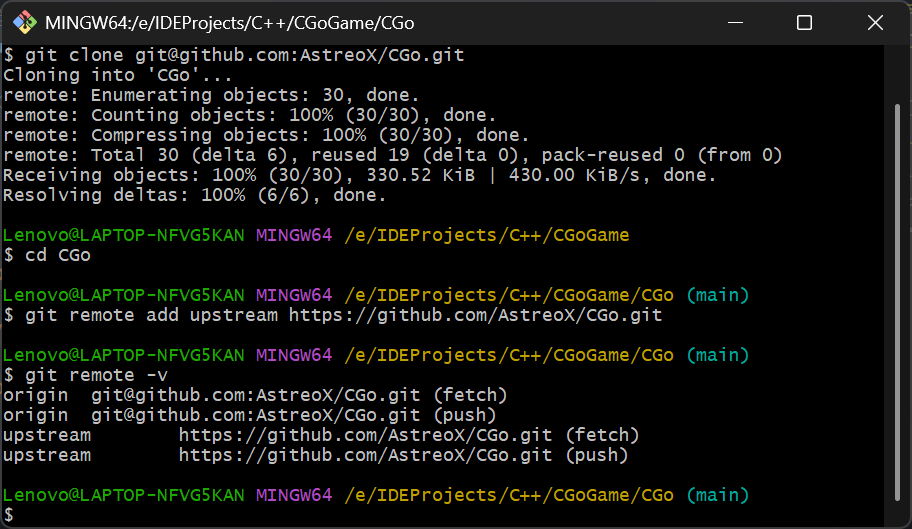 MINGW64:/e/IDEProjects/C++/CGoGame/CGo
$ git clone git@github.com:AstreoX/CGo.git
Cloning into 'CGo'...
remote: Enumerating objects: 30, done.
remote: Counting objects: 100% (30/30), done.
remote: Compressing objects: 100% (30/30), done.
remote: Total 30 (delta 6), reused 19 (delta 0), pack-reused 0 (from 0)
Receiving objects: 100% (30/30), 330.52 KiB | 430.00 KiB/s, done.
Resolving deltas: 100% (6/6), done.

Lenovo@LAPTOP-NFVG5KAN MINGW64 /e/IDEProjects/C++/CGoGame
$ cd CGo

Lenovo@LAPTOP-NFVG5KAN MINGW64 /e/IDEProjects/C++/CGoGame/CGo (main)
$ git remote add upstream https://github.com/AstreoX/CGo.git

Lenovo@LAPTOP-NFVG5KAN MINGW64 /e/IDEProjects/C++/CGoGame/CGo (main)
$ git remote -v
origin  git@github.com:AstreoX/CGo.git (fetch)
origin  git@github.com:AstreoX/CGo.git (push)
upstream        https://github.com/AstreoX/CGo.git (fetch)
upstream        https://github.com/AstreoX/CGo.git (push)

Lenovo@LAPTOP-NFVG5KAN MINGW64 /e/IDEProjects/C++/CGoGame/CGo (main)
$